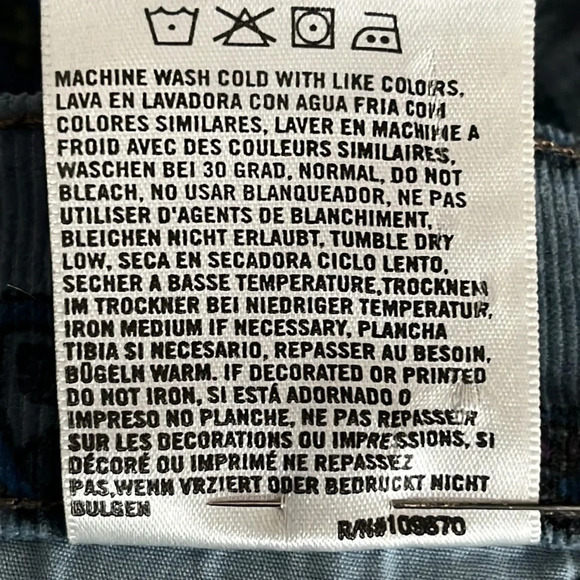 MACHINE WASH COLD WITH LIKE COLORS,
LAVA EN LAVADORA CON AGUA FRIA COM
COLORES SIMILARES, LAVER EN MACHINE A
FROID AVEC DES COULEURS SIMILAIRES,
WASCHEN BEI 30 GRAD, NORMAL, DO NOT
BLEACH, NO USAR BLANQUEADOR, NE PAS
UTILISER D'AGENTS DE BLANCHIMENT,
BLEICHEN NICHT ERLAUBT, TUMBLE DRY
LOW, SECA EN SECADORA CICLO LENTO,
SECHER A BASSE TEMPERATURE,TROCKNEN
IM TROCKNER BEI NIEDRIGER TEMPERATUR,
IRON MEDIUM IF NECESSARY, PLANCHA
TIBIA SI NECESARIO, REPASSER AU BESOIN,
BÜGELN WARM. IF DECORATED OR PRINTED
DO NOT IRON, SI ESTÁ ADORNADO O
IMPRESO NO PLANCHE, NE PAS REPASSEUR
SUR LES DECORATIONS OU IMPRESSIONS, SI
DÉCORÉ OU IMPRIMÉ NE REPASSEZ
PAS,WENN VRZIERT ODER BEDRUCKT NICHT
BULGEN
R/N#109870